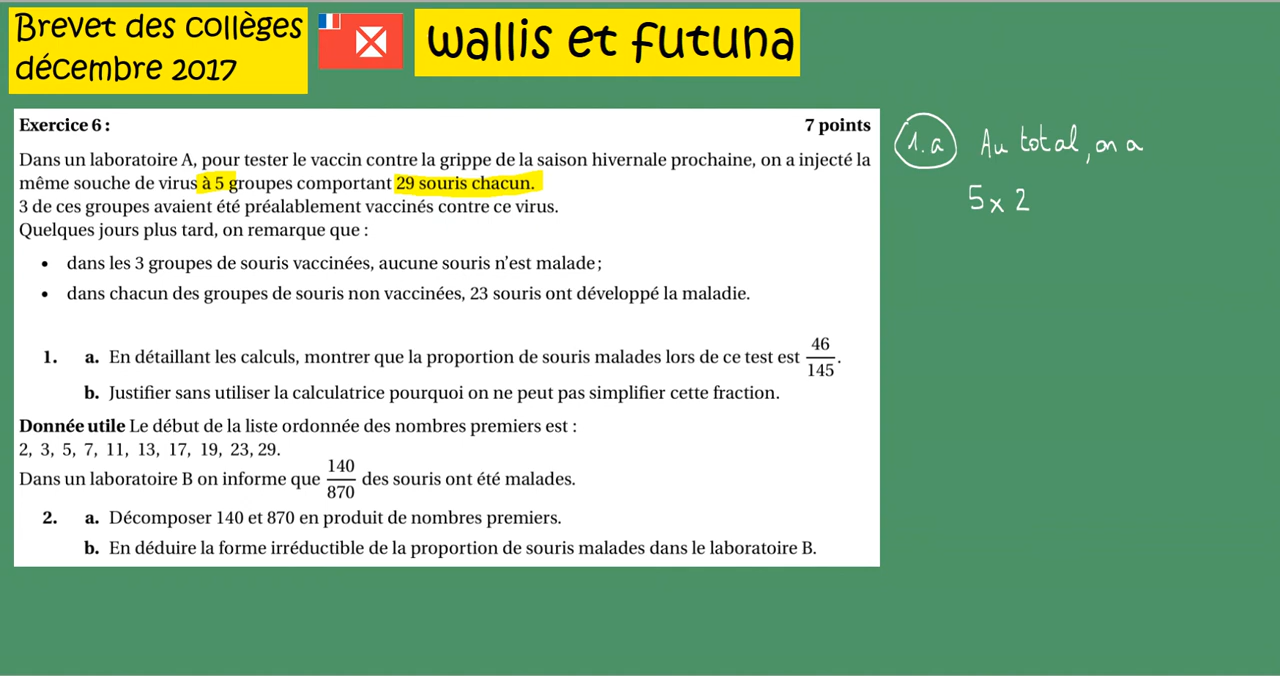 Brevet des collèges
décembre 2017
wallis et futuna
Exercice 6 : 7 points
Dans un laboratoire A, pour tester le vaccin contre la grippe de la saison hivernale prochaine, on a injecté la
même souche de virus à 5 groupes comportant 29 souris chacun.
3 de ces groupes avaient été préalablement vaccinés contre ce virus.
Quelques jours plus tard, on remarque que :
• dans les 3 groupes de souris vaccinées, aucune souris n'est malade ;
• dans chacun des groupes de souris non vaccinées, 23 souris ont développé la maladie.
1. a. En détaillant les calculs, montrer que la proportion de souris malades lors de ce test est 46/145.
b. Justifier sans utiliser la calculatrice pourquoi on ne peut pas simplifier cette fraction.
Donnée utile Le début de la liste ordonnée des nombres premiers est :
2, 3, 5, 7, 11, 13, 17, 19, 23, 29.
Dans un laboratoire B on informe que 140/870 des souris ont été malades.
2. a. Décomposer 140 et 870 en produit de nombres premiers.
b. En déduire la forme irréductible de la proportion de souris malades dans le laboratoire B.
1.a Au total, on a
5 x 2